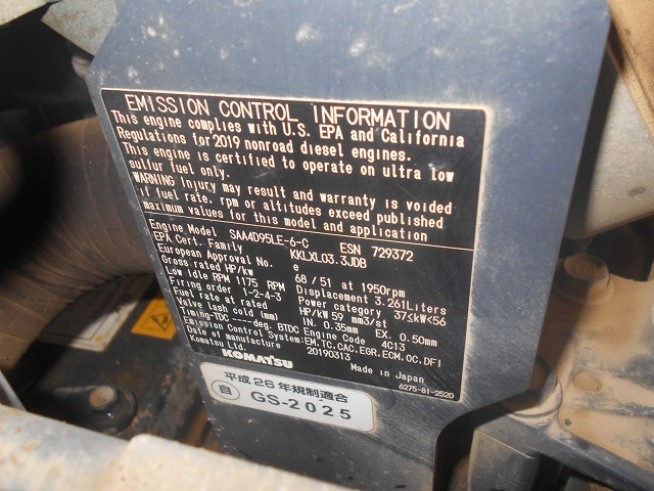 EMISSION CONTROL INFORMATION
This engine complies with U.S. EPA and California
Regulations for 2019 nonroad diesel engines.
This engine is certified to operate on ultra low
sulfur fuel only.
WARNING Injury may result and warranty is voided
if fuel rate, rpm or altitudes exceed published
maximum values for this model and application
Engine Model SAA4D95LE-6-C ESN 729372
EPA Cert. Family KKLXL03.3JDB
European Approval No. e
Gross rated HP/kW 68/51 at 1950rpm
Low idle RPM 1175 RPM Displacement 3.261Liters
Firing order 1-2-4-3 Power category 37≤kW<56
Fuel rate at rated HP/kW 59 mm3/st
Valve lash cold (mm) IN. 0.35mm EX. 0.50mm
Timing-TDC ---deg. BTDC Engine Code 4C13
Emission Control System: EM.TC.CAC.EGR.ECM.OC.DFI
Date of manufacture 20190313
Komatsu Ltd. Made in Japan
KOMATSU 6275-81-2520
平成26年規制適合
自 GS-2025